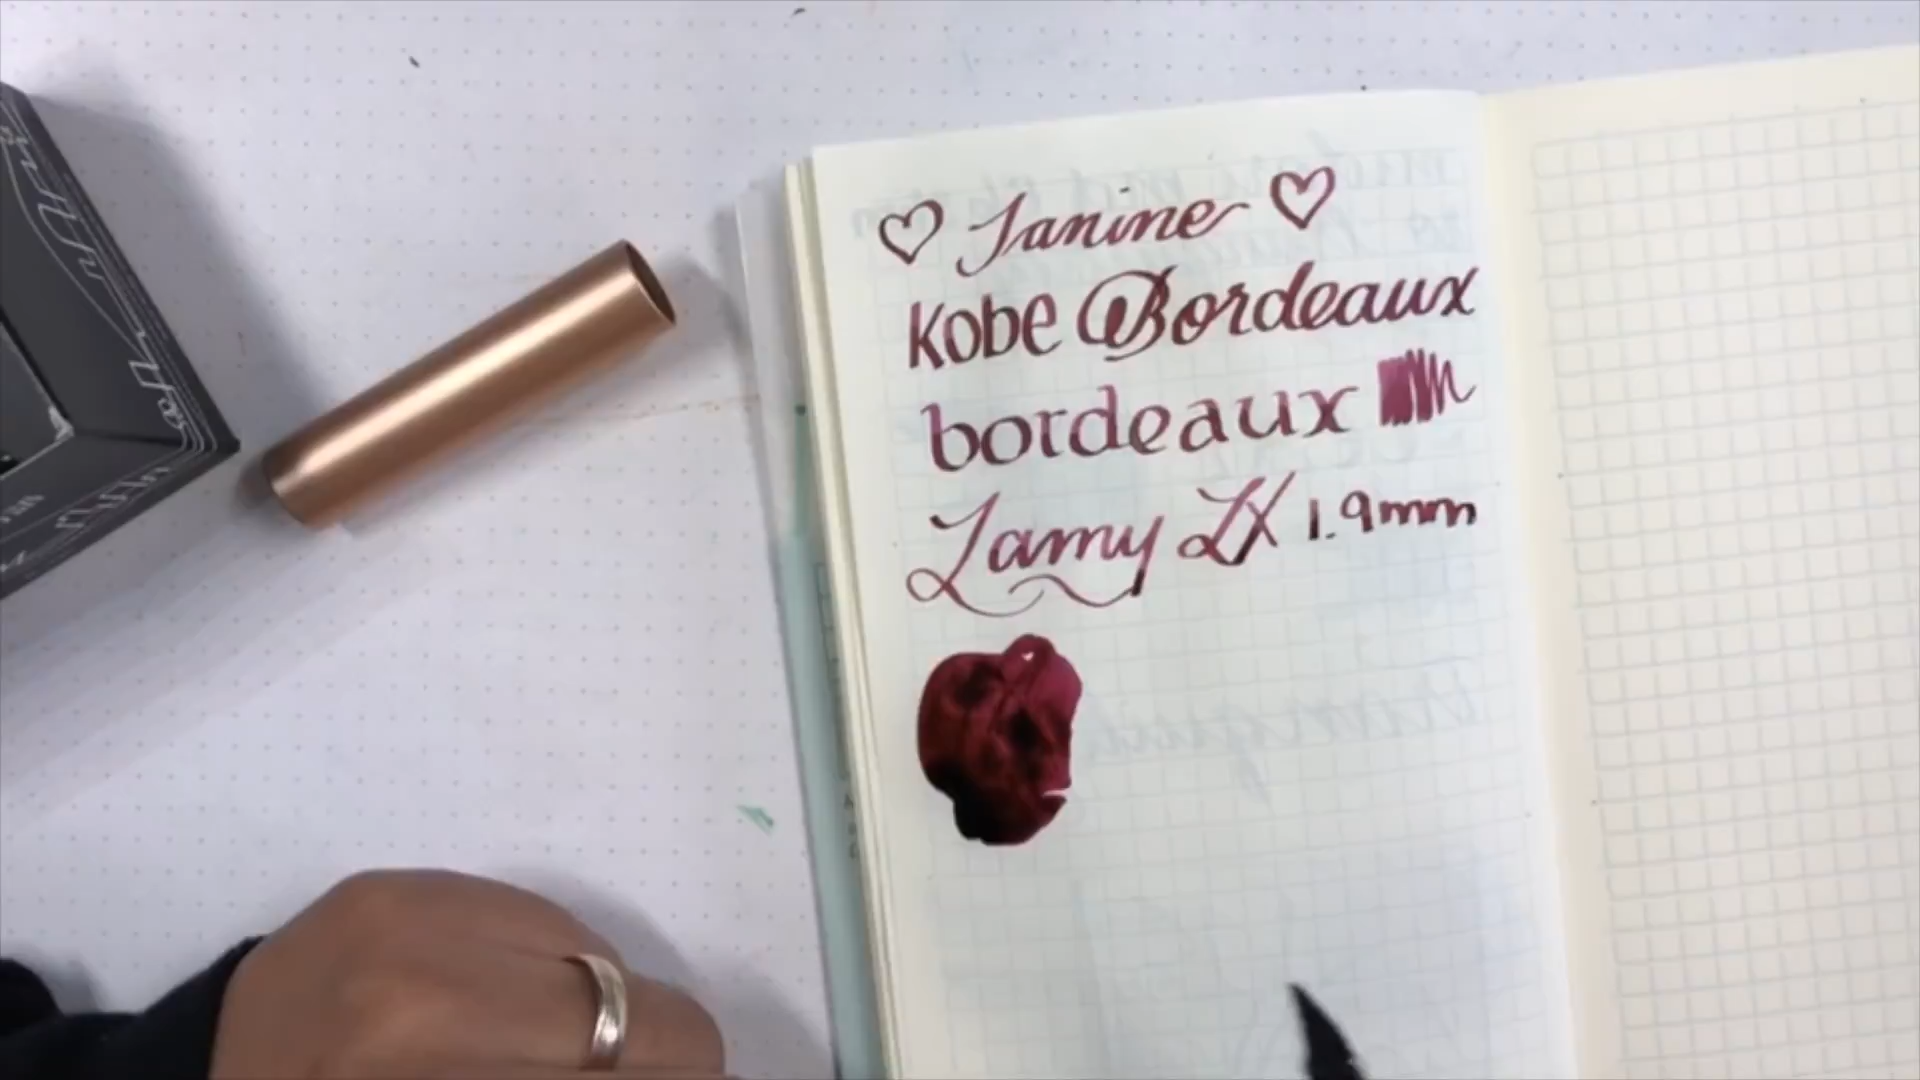 ♡ Janine ♡
Kobe Bordeaux
bordeaux
Lamy LX 1.9mm